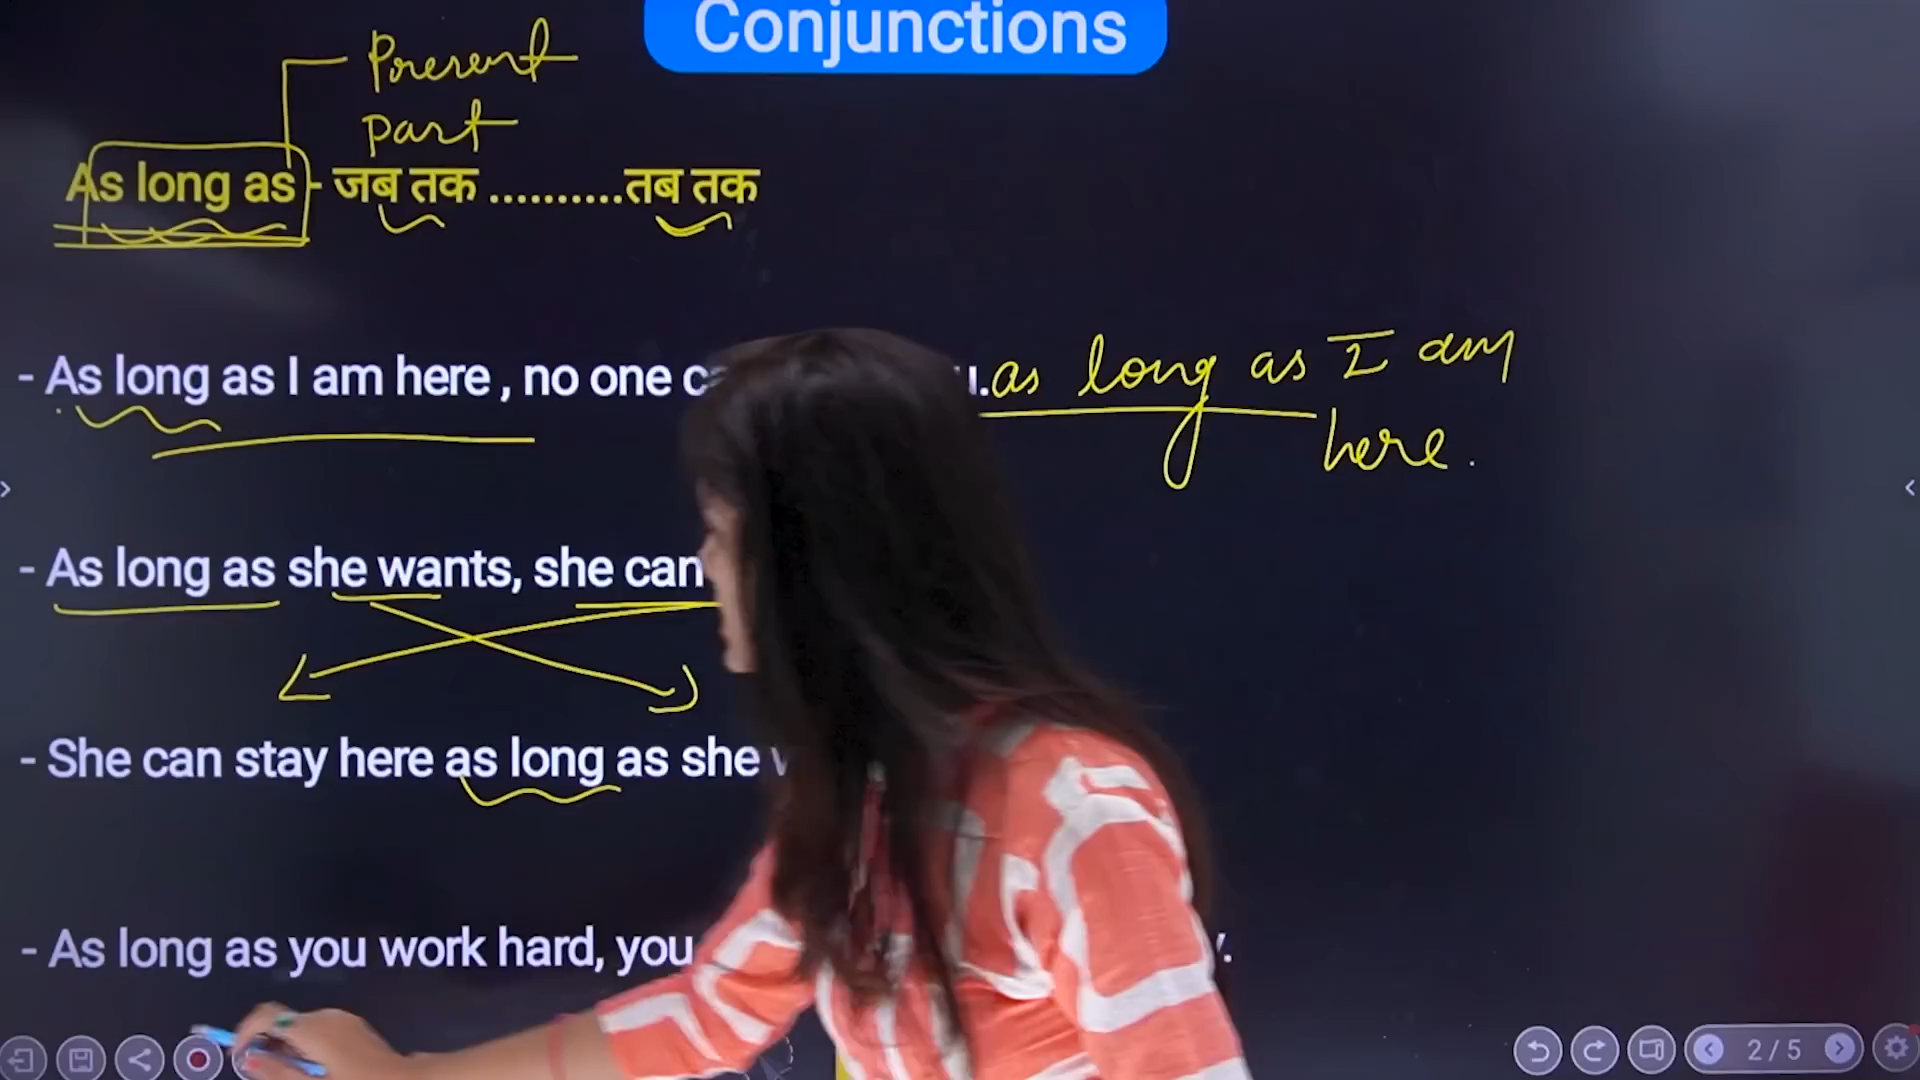 Conjunctions
Present
part
As long as - जब तक ..........तब तक
- As long as I am here , no one as long as I am
here.
- As long as she wants, she can
- She can stay here as long as she
- As long as you work hard, you
2 / 5